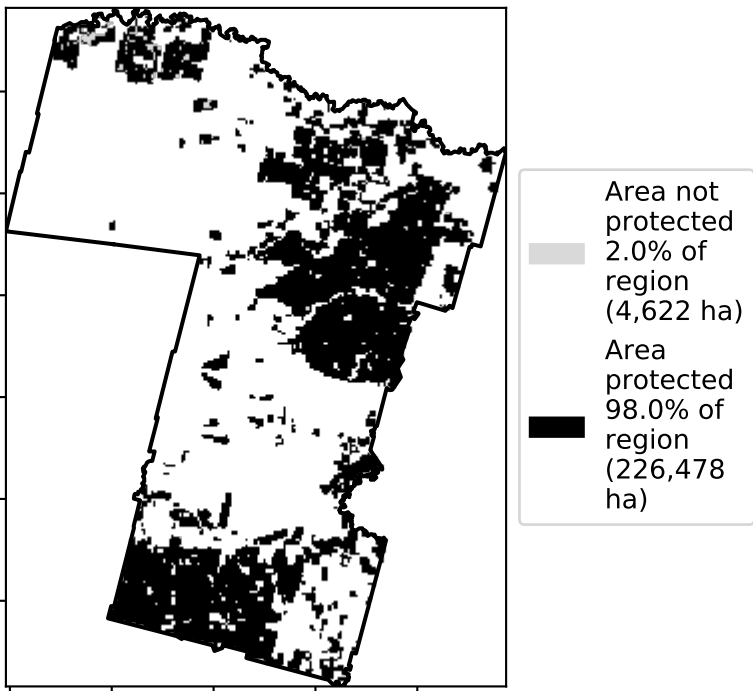 Area not
protected
2.0% of
region
(4,622 ha)
Area
protected
98.0% of
region
(226,478
ha)